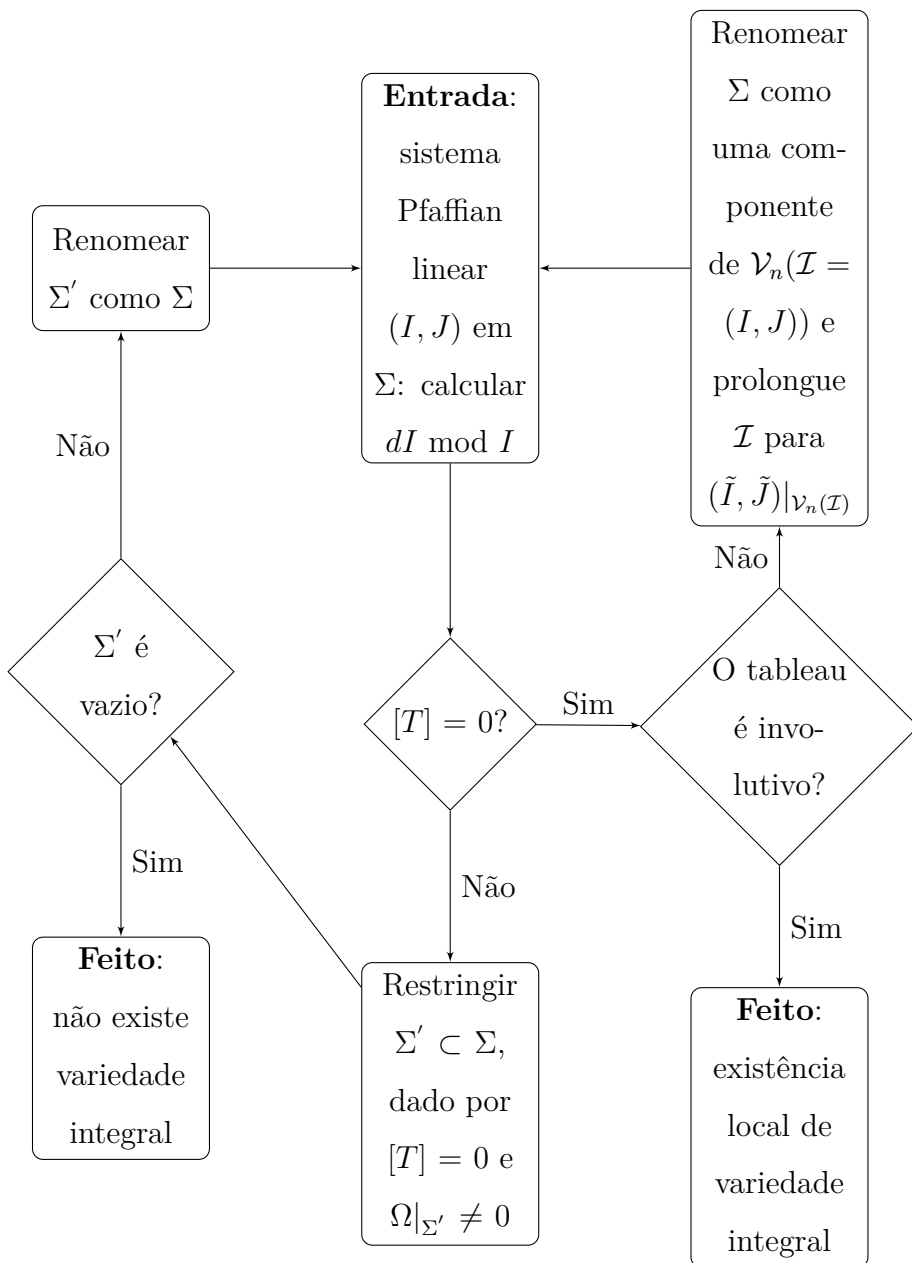 Entrada:
sistema
Pfaffian
linear
(I, J) em
Σ: calcular
dI mod I
Renomear
Σ como
uma com-
ponente
de 𝒱ₙ(ℐ =
(I, J)) e
prolongue
ℐ para
(Ĩ, J̃)|𝒱ₙ(ℐ)
Renomear
Σ′ como Σ
Não
Não
Σ′ é
vazio?
[T] = 0?
Sim
O tableau
é invo-
lutivo?
Sim
Não
Sim
Feito:
não existe
variedade
integral
Restringir
Σ′ ⊂ Σ,
dado por
[T] = 0 e
Ω|Σ′ ≠ 0
Feito:
existência
local de
variedade
integral